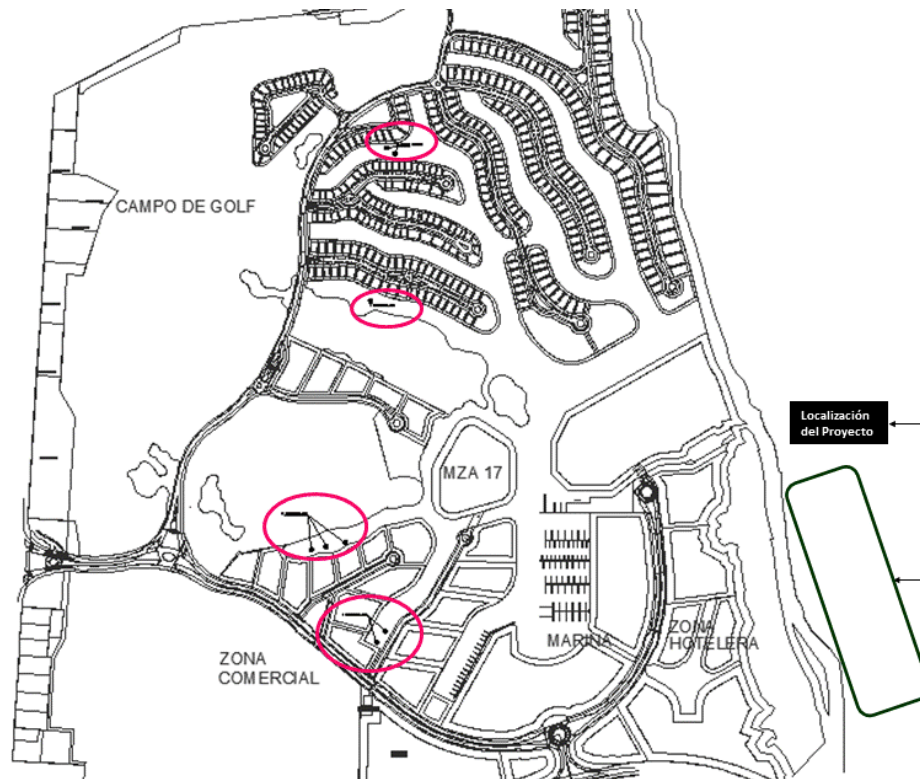 CAMPO DE GOLF
Localización
del Proyecto
MZA 17
MARINA
ZONA
HOTELERA
ZONA
COMERCIAL